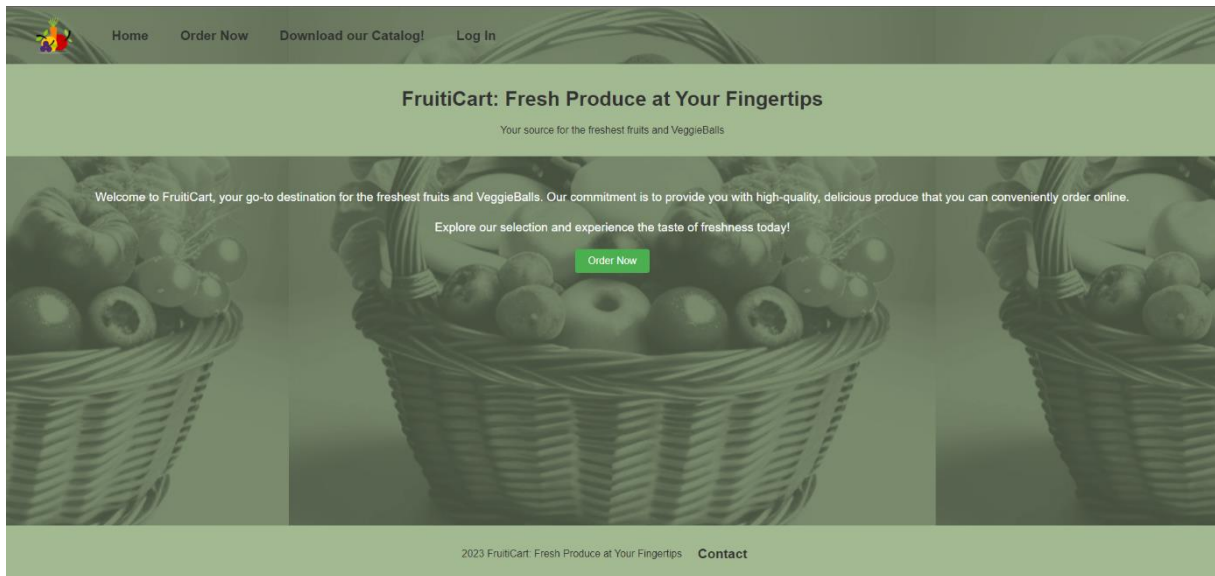 Home Order Now Download our Catalog! Log In
FruitiCart: Fresh Produce at Your Fingertips
Your source for the freshest fruits and VeggieBalls
Welcome to FruitiCart, your go-to destination for the freshest fruits and VeggieBalls. Our commitment is to provide you with high-quality, delicious produce that you can conveniently order online.
Explore our selection and experience the taste of freshness today!
Order Now
2023 FruitiCart: Fresh Produce at Your Fingertips Contact